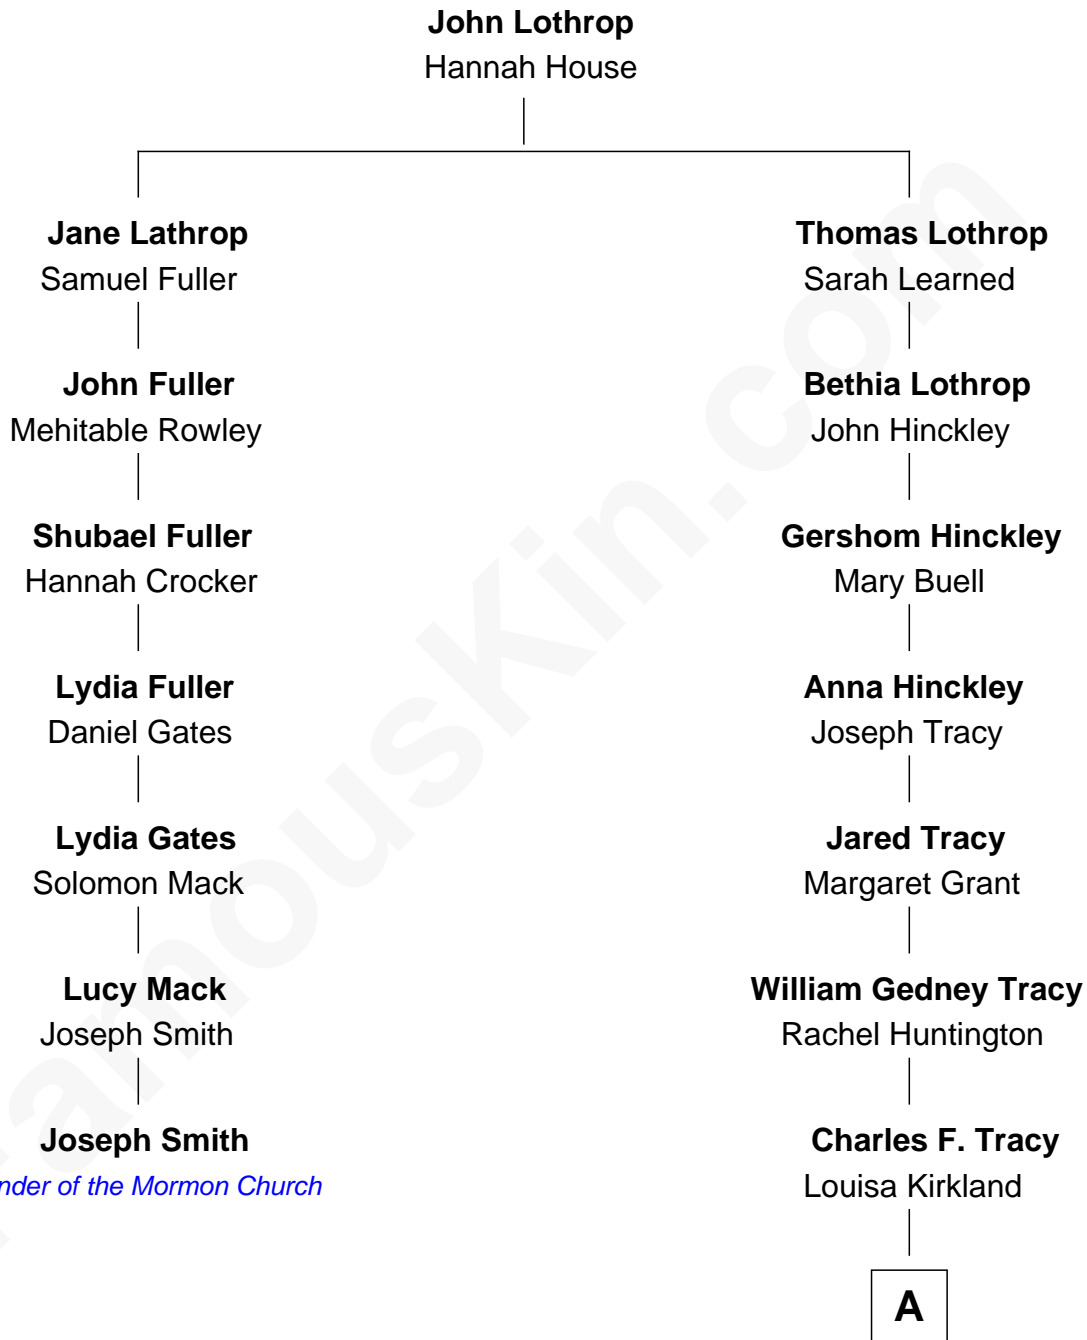 John Lothrop
Hannah House
Jane Lathrop
Samuel Fuller
John Fuller
Mehitable Rowley
Shubael Fuller
Hannah Crocker
Lydia Fuller
Daniel Gates
Lydia Gates
Solomon Mack
Lucy Mack
Joseph Smith
Joseph Smith
nder of the Mormon Church
Thomas Lothrop
Sarah Learned
Bethia Lothrop
John Hinckley
Gershom Hinckley
Mary Buell
Anna Hinckley
Joseph Tracy
Jared Tracy
Margaret Grant
William Gedney Tracy
Rachel Huntington
Charles F. Tracy
Louisa Kirkland
A
FamousKin.com